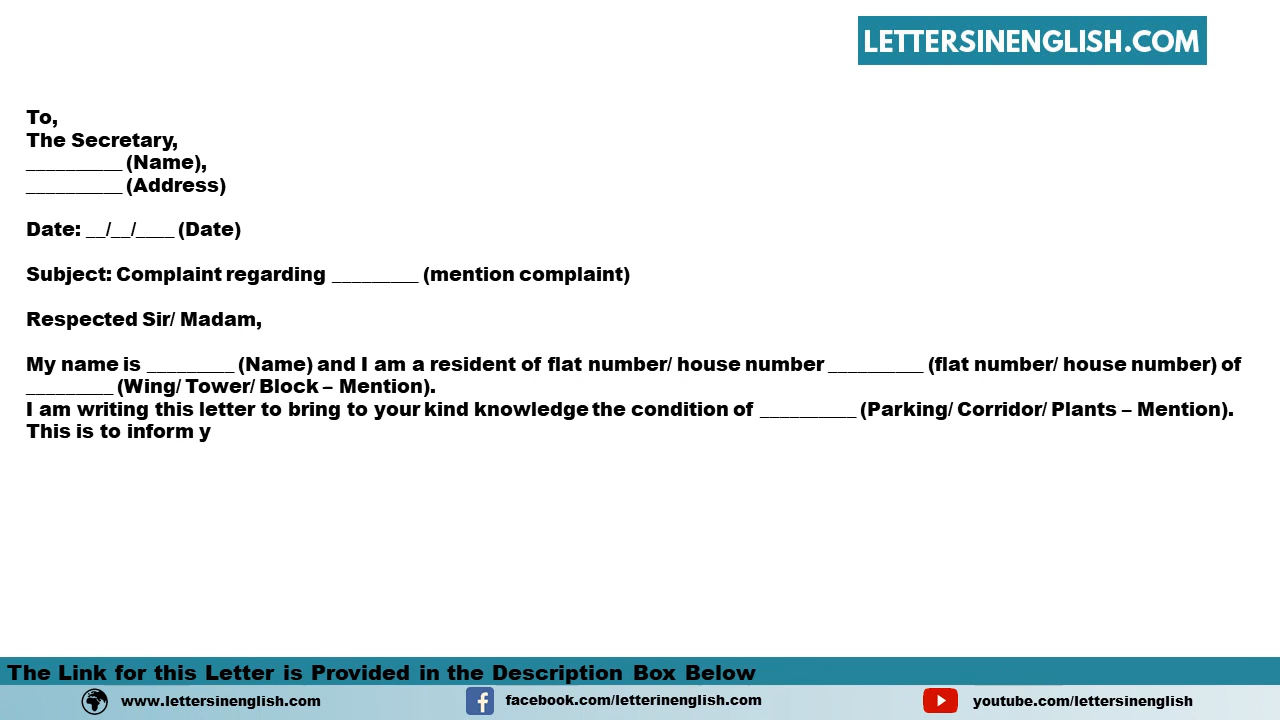 LETTERSINENGLISH.COM
To,
The Secretary,
__________ (Name),
__________ (Address)
Date: __/__/____ (Date)
Subject: Complaint regarding _________ (mention complaint)
Respected Sir/ Madam,
My name is _________ (Name) and I am a resident of flat number/ house number __________ (flat number/ house number) of
_________ (Wing/ Tower/ Block – Mention).
I am writing this letter to bring to your kind knowledge the condition of __________ (Parking/ Corridor/ Plants – Mention).
This is to inform y
The Link for this Letter is Provided in the Description Box Below
www.lettersinenglish.com
facebook.com/letterinenglish.com
youtube.com/lettersinenglish